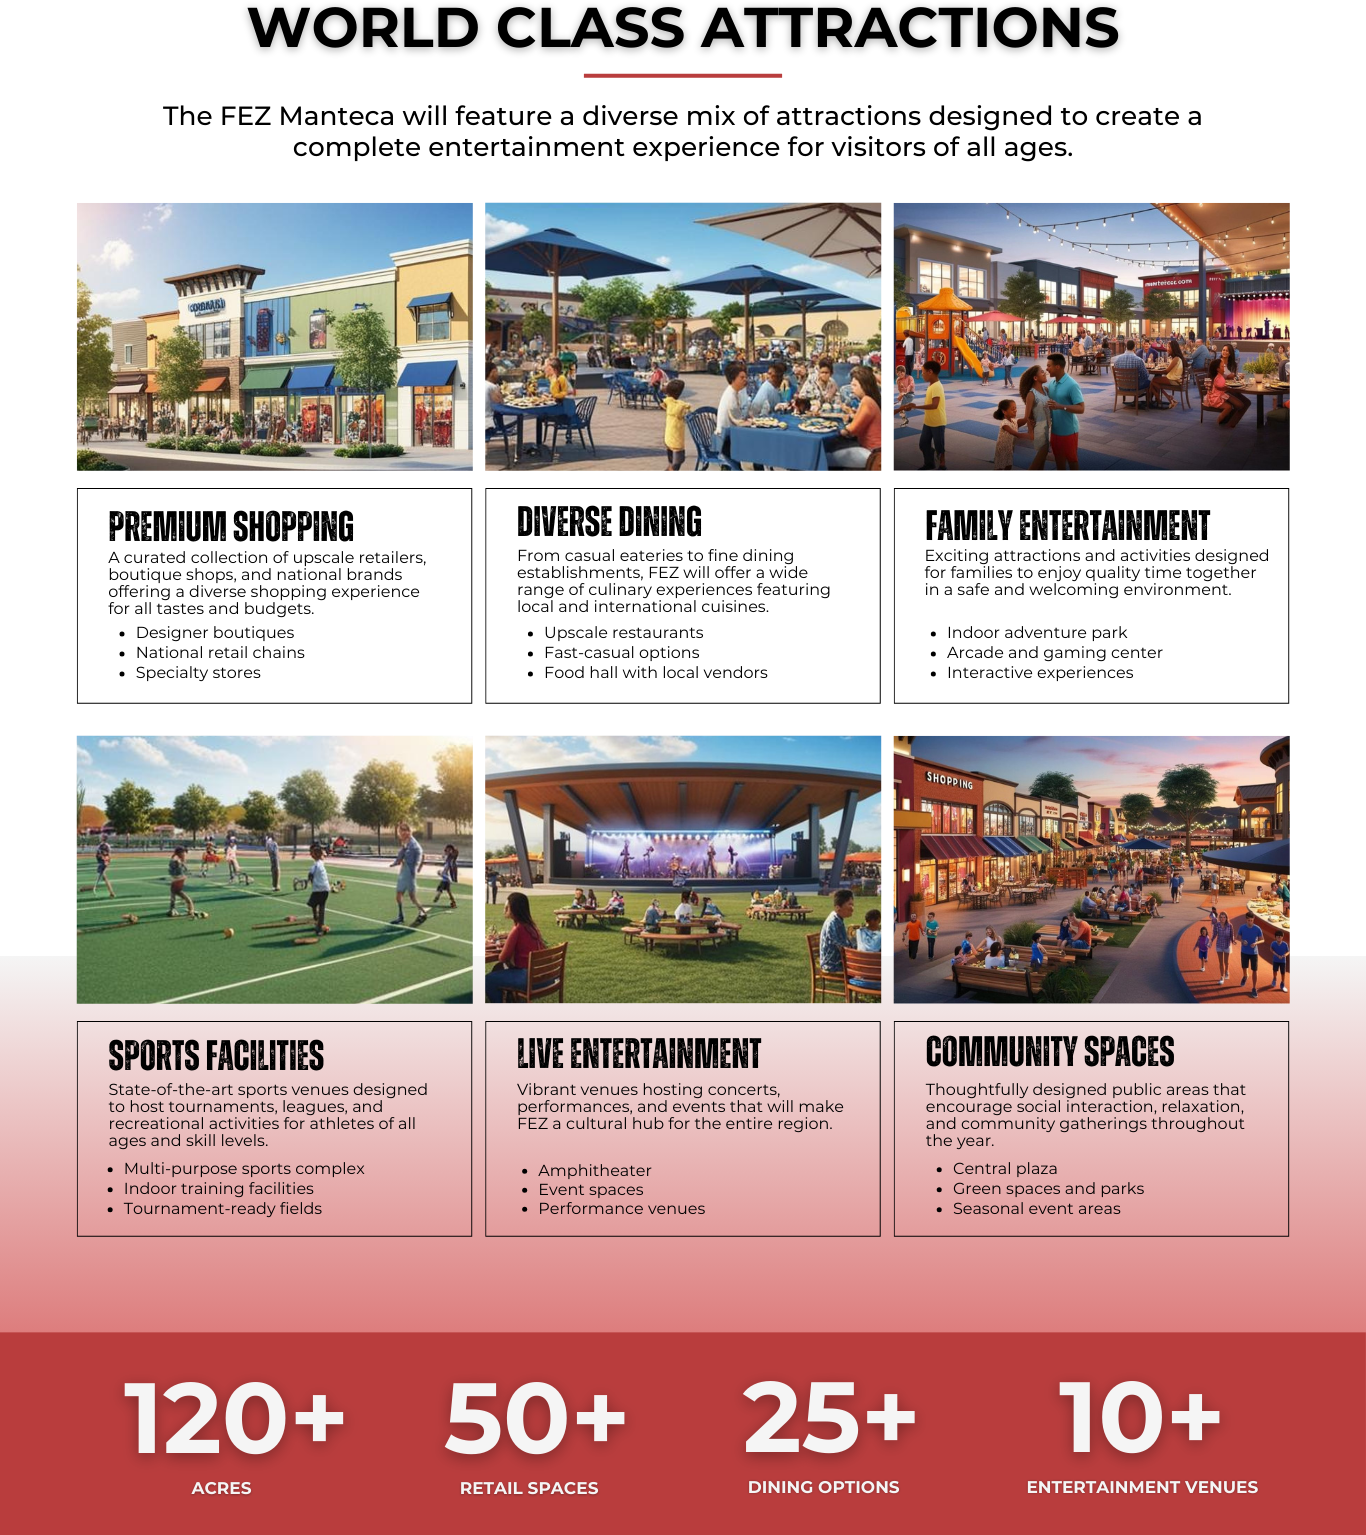 WORLD CLASS ATTRACTIONS
The FEZ Manteca will feature a diverse mix of attractions designed to create a
complete entertainment experience for visitors of all ages.
PREMIUM SHOPPING
A curated collection of upscale retailers,
boutique shops, and national brands
offering a diverse shopping experience
for all tastes and budgets.
• Designer boutiques
• National retail chains
• Specialty stores
DIVERSE DINING
From casual eateries to fine dining
establishments, FEZ will offer a wide
range of culinary experiences featuring
local and international cuisines.
• Upscale restaurants
• Fast-casual options
• Food hall with local vendors
FAMILY ENTERTAINMENT
Exciting attractions and activities designed
for families to enjoy quality time together
in a safe and welcoming environment.
• Indoor adventure park
• Arcade and gaming center
• Interactive experiences
SHOPPING
SPORTS FACILITIES
State-of-the-art sports venues designed
to host tournaments, leagues, and
recreational activities for athletes of all
ages and skill levels.
• Multi-purpose sports complex
• Indoor training facilities
• Tournament-ready fields
LIVE ENTERTAINMENT
Vibrant venues hosting concerts,
performances, and events that will make
FEZ a cultural hub for the entire region.
• Amphitheater
• Event spaces
• Performance venues
COMMUNITY SPACES
Thoughtfully designed public areas that
encourage social interaction, relaxation,
and community gatherings throughout
the year.
• Central plaza
• Green spaces and parks
• Seasonal event areas
120+
ACRES
50+
RETAIL SPACES
25+
DINING OPTIONS
10+
ENTERTAINMENT VENUES